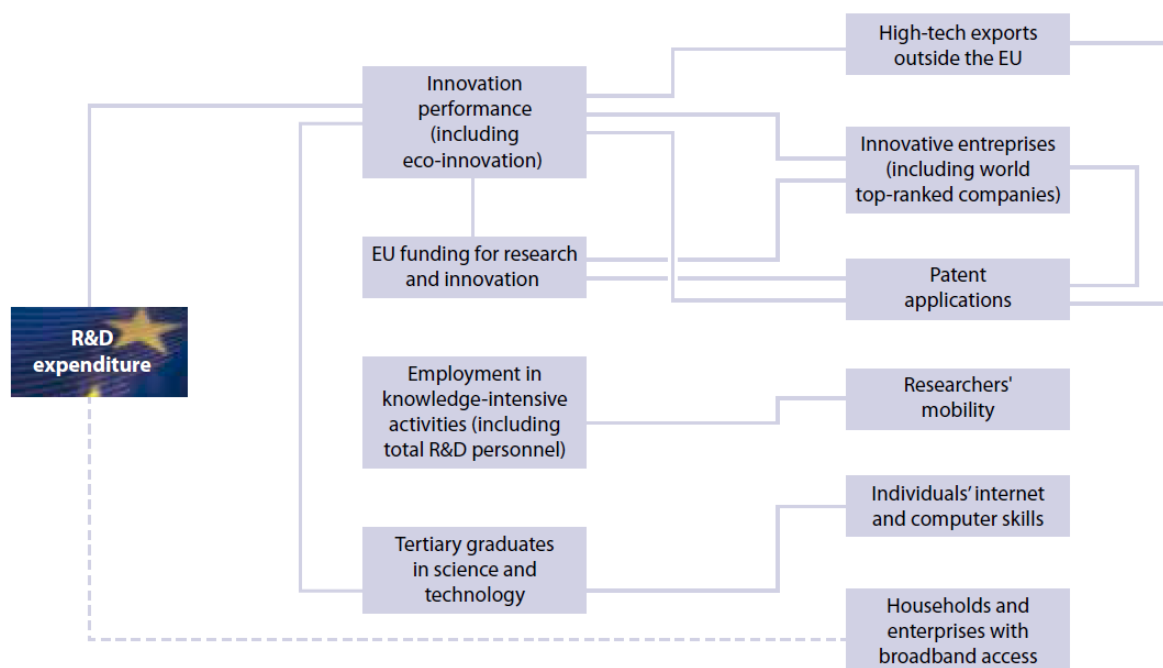 High-tech exports
outside the EU
Innovation
performance
(including
eco-innovation)
Innovative entreprises
(including world
top-ranked companies)
EU funding for research
and innovation
Patent
applications
R&D
expenditure
Employment in
knowledge-intensive
activities (including
total R&D personnel)
Researchers'
mobility
Individuals’ internet
and computer skills
Tertiary graduates
in science and
technology
Households and
enterprises with
broadband access